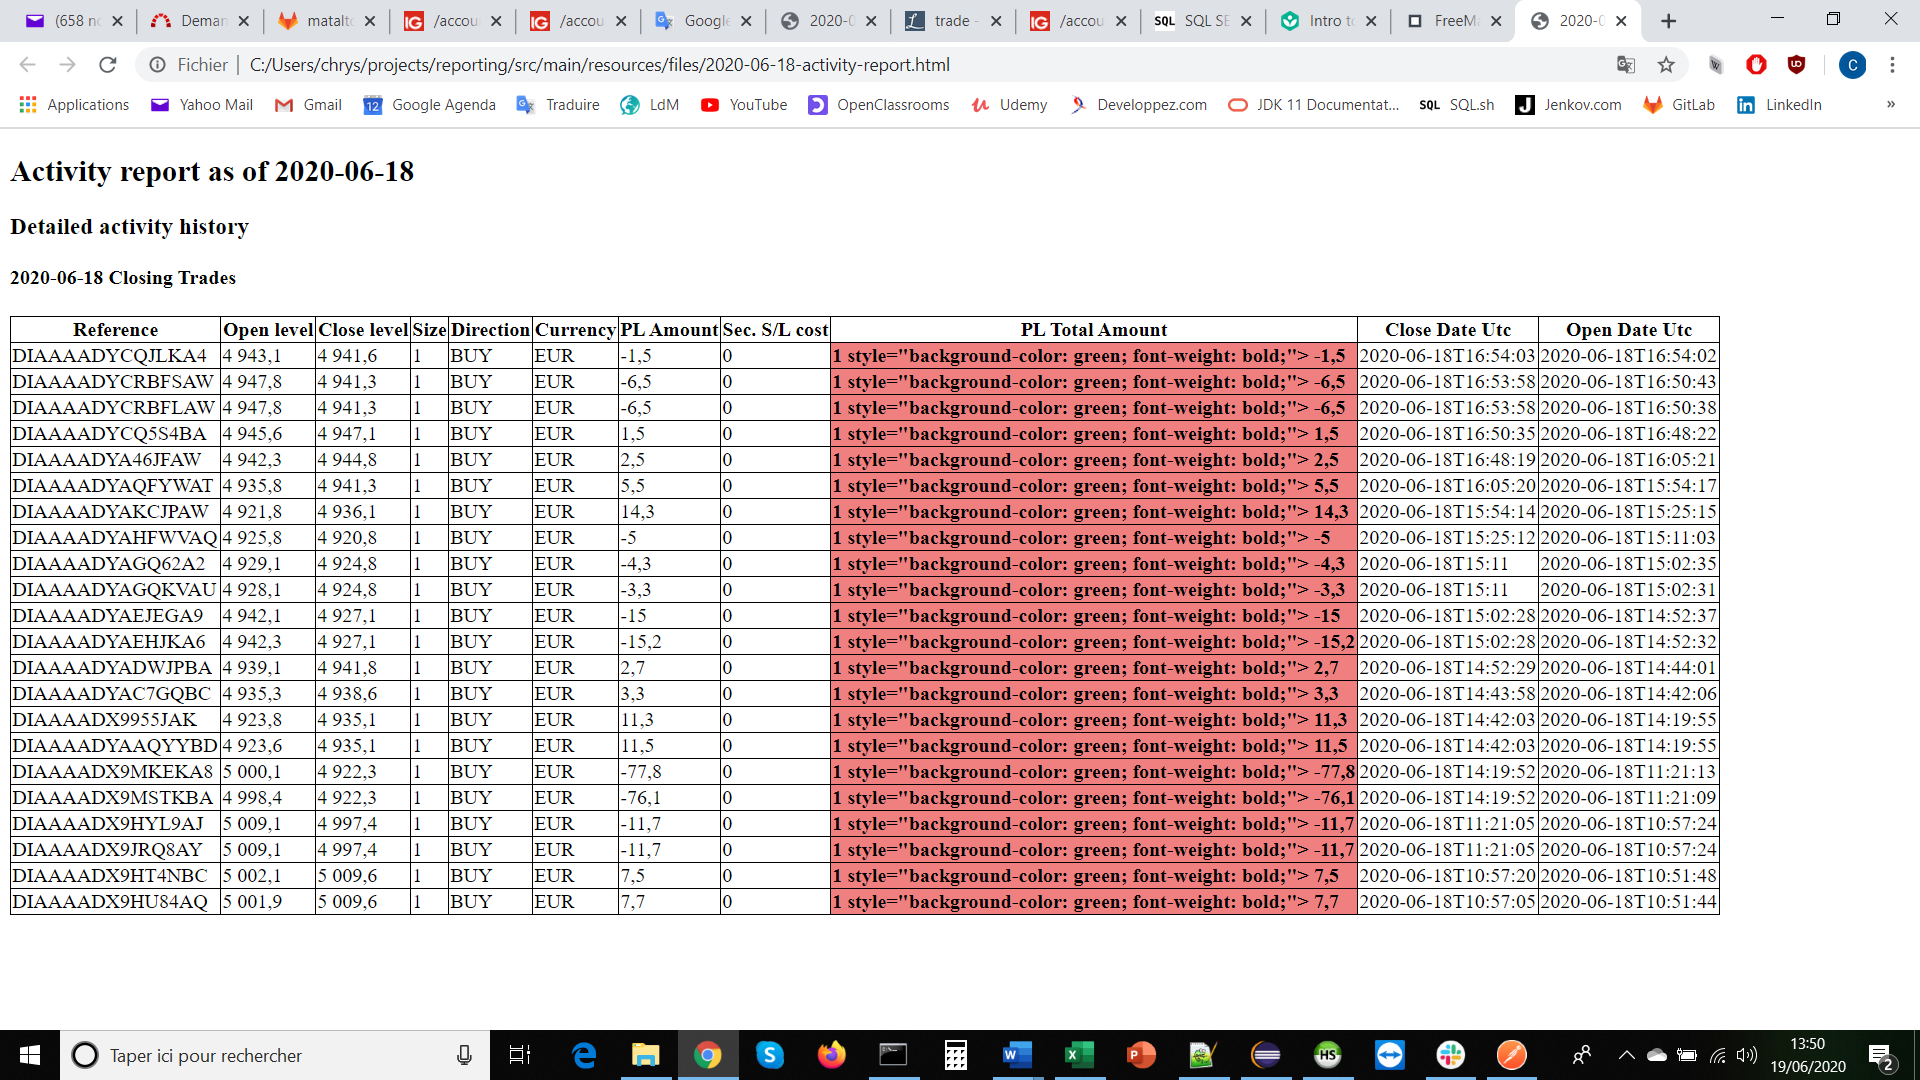 (658 no
Deman
matalto
/accou
/accou
Google
2020-0
trade -
/accou
SQL SQL SE
Intro to
FreeMa
2020-0
Fichier | C:/Users/chrys/projects/reporting/src/main/resources/files/2020-06-18-activity-report.html
Applications Yahoo Mail Gmail 12 Google Agenda Traduire LdM YouTube OpenClassrooms Udemy Developpez.com JDK 11 Documentat... SQL SQL.sh Jenkov.com GitLab LinkedIn »
Activity report as of 2020-06-18
Detailed activity history
2020-06-18 Closing Trades
Reference Open level Close level Size Direction Currency PL Amount Sec. S/L cost PL Total Amount Close Date Utc Open Date Utc
DIAAAADYCQJLKA4 4 943,1 4 941,6 1 BUY EUR -1,5 0 1 style="background-color: green; font-weight: bold;"> -1,5 2020-06-18T16:54:03 2020-06-18T16:54:02
DIAAAADYCRBFSAW 4 947,8 4 941,3 1 BUY EUR -6,5 0 1 style="background-color: green; font-weight: bold;"> -6,5 2020-06-18T16:53:58 2020-06-18T16:50:43
DIAAAADYCRBFLAW 4 947,8 4 941,3 1 BUY EUR -6,5 0 1 style="background-color: green; font-weight: bold;"> -6,5 2020-06-18T16:53:58 2020-06-18T16:50:38
DIAAAADYCQ5S4BA 4 945,6 4 947,1 1 BUY EUR 1,5 0 1 style="background-color: green; font-weight: bold;"> 1,5 2020-06-18T16:50:35 2020-06-18T16:48:22
DIAAAADYA46JFAW 4 942,3 4 944,8 1 BUY EUR 2,5 0 1 style="background-color: green; font-weight: bold;"> 2,5 2020-06-18T16:48:19 2020-06-18T16:05:21
DIAAAADYAQFYWAT 4 935,8 4 941,3 1 BUY EUR 5,5 0 1 style="background-color: green; font-weight: bold;"> 5,5 2020-06-18T16:05:20 2020-06-18T15:54:17
DIAAAADYAKCJPAW 4 921,8 4 936,1 1 BUY EUR 14,3 0 1 style="background-color: green; font-weight: bold;"> 14,3 2020-06-18T15:54:14 2020-06-18T15:25:15
DIAAAADYAHFWVAQ 4 925,8 4 920,8 1 BUY EUR -5 0 1 style="background-color: green; font-weight: bold;"> -5 2020-06-18T15:25:12 2020-06-18T15:11:03
DIAAAADYAGQ62A2 4 929,1 4 924,8 1 BUY EUR -4,3 0 1 style="background-color: green; font-weight: bold;"> -4,3 2020-06-18T15:11 2020-06-18T15:02:35
DIAAAADYAGQKVAU 4 928,1 4 924,8 1 BUY EUR -3,3 0 1 style="background-color: green; font-weight: bold;"> -3,3 2020-06-18T15:11 2020-06-18T15:02:31
DIAAAADYAEJEGA9 4 942,1 4 927,1 1 BUY EUR -15 0 1 style="background-color: green; font-weight: bold;"> -15 2020-06-18T15:02:28 2020-06-18T14:52:37
DIAAAADYAEHJKA6 4 942,3 4 927,1 1 BUY EUR -15,2 0 1 style="background-color: green; font-weight: bold;"> -15,2 2020-06-18T15:02:28 2020-06-18T14:52:32
DIAAAADYADWJPBA 4 939,1 4 941,8 1 BUY EUR 2,7 0 1 style="background-color: green; font-weight: bold;"> 2,7 2020-06-18T14:52:29 2020-06-18T14:44:01
DIAAAADYAC7GQBC 4 935,3 4 938,6 1 BUY EUR 3,3 0 1 style="background-color: green; font-weight: bold;"> 3,3 2020-06-18T14:43:58 2020-06-18T14:42:06
DIAAAADX9955JAK 4 923,8 4 935,1 1 BUY EUR 11,3 0 1 style="background-color: green; font-weight: bold;"> 11,3 2020-06-18T14:42:03 2020-06-18T14:19:55
DIAAAADYAAQYYBD 4 923,6 4 935,1 1 BUY EUR 11,5 0 1 style="background-color: green; font-weight: bold;"> 11,5 2020-06-18T14:42:03 2020-06-18T14:19:55
DIAAAADX9MKEKA8 5 000,1 4 922,3 1 BUY EUR -77,8 0 1 style="background-color: green; font-weight: bold;"> -77,8 2020-06-18T14:19:52 2020-06-18T11:21:13
DIAAAADX9MSTKBA 4 998,4 4 922,3 1 BUY EUR -76,1 0 1 style="background-color: green; font-weight: bold;"> -76,1 2020-06-18T14:19:52 2020-06-18T11:21:09
DIAAAADX9HYL9AJ 5 009,1 4 997,4 1 BUY EUR -11,7 0 1 style="background-color: green; font-weight: bold;"> -11,7 2020-06-18T11:21:05 2020-06-18T10:57:24
DIAAAADX9JRQ8AY 5 009,1 4 997,4 1 BUY EUR -11,7 0 1 style="background-color: green; font-weight: bold;"> -11,7 2020-06-18T11:21:05 2020-06-18T10:57:24
DIAAAADX9HT4NBC 5 002,1 5 009,6 1 BUY EUR 7,5 0 1 style="background-color: green; font-weight: bold;"> 7,5 2020-06-18T10:57:20 2020-06-18T10:51:48
DIAAAADX9HU84AQ 5 001,9 5 009,6 1 BUY EUR 7,7 0 1 style="background-color: green; font-weight: bold;"> 7,7 2020-06-18T10:57:05 2020-06-18T10:51:44
Taper ici pour rechercher
13:50
19/06/2020
2